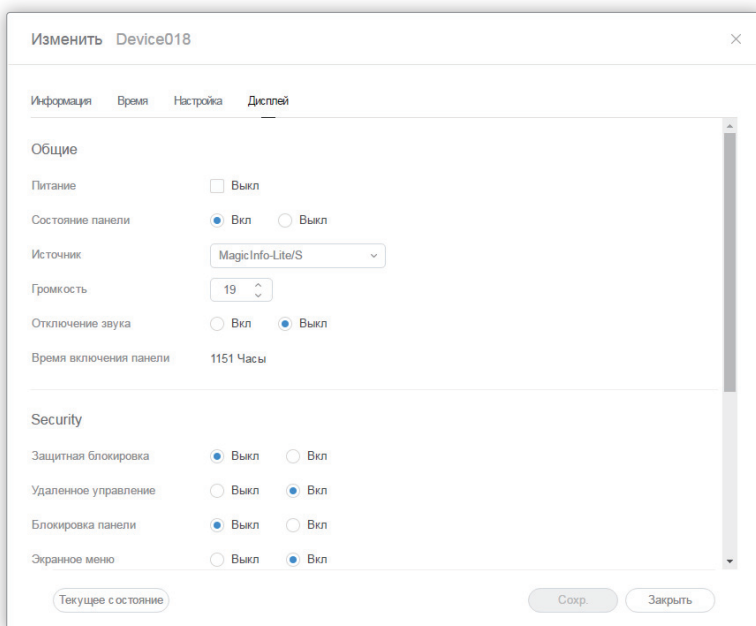 Изменить Device018
Информация Время Настройка Дисплей
Общие
Питание Выкл
Состояние панели Вкл Выкл
Источник MagicInfo-Lite/S
Громкость 19
Отключение звука Вкл Выкл
Время включения панели 1151 Часы
Security
Защитная блокировка Выкл Вкл
Удаленное управление Выкл Вкл
Блокировка панели Выкл Вкл
Экранное меню Выкл Вкл
Текущее состояние Сохр. Закрыть